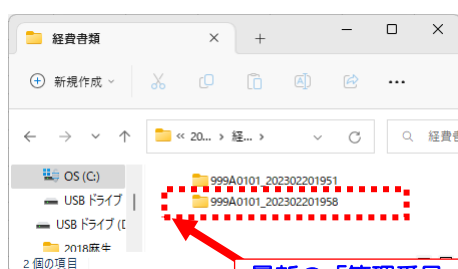 経費書類
新規作成
20... 経... 経費
OS (C:)
USB ドライブ
USB ドライブ (D
2018麻生
999A0101_202302201951
999A0101_202302201958
2 個の項目
最新の「管理番号